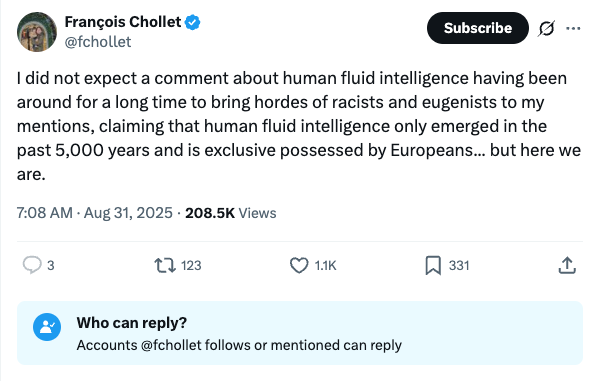 François Chollet
@fchollet
Subscribe
I did not expect a comment about human fluid intelligence having been
around for a long time to bring hordes of racists and eugenists to my
mentions, claiming that human fluid intelligence only emerged in the
past 5,000 years and is exclusive possessed by Europeans... but here we
are.
7:08 AM · Aug 31, 2025 · 208.5K Views
3
123
1.1K
331
Who can reply?
Accounts @fchollet follows or mentioned can reply